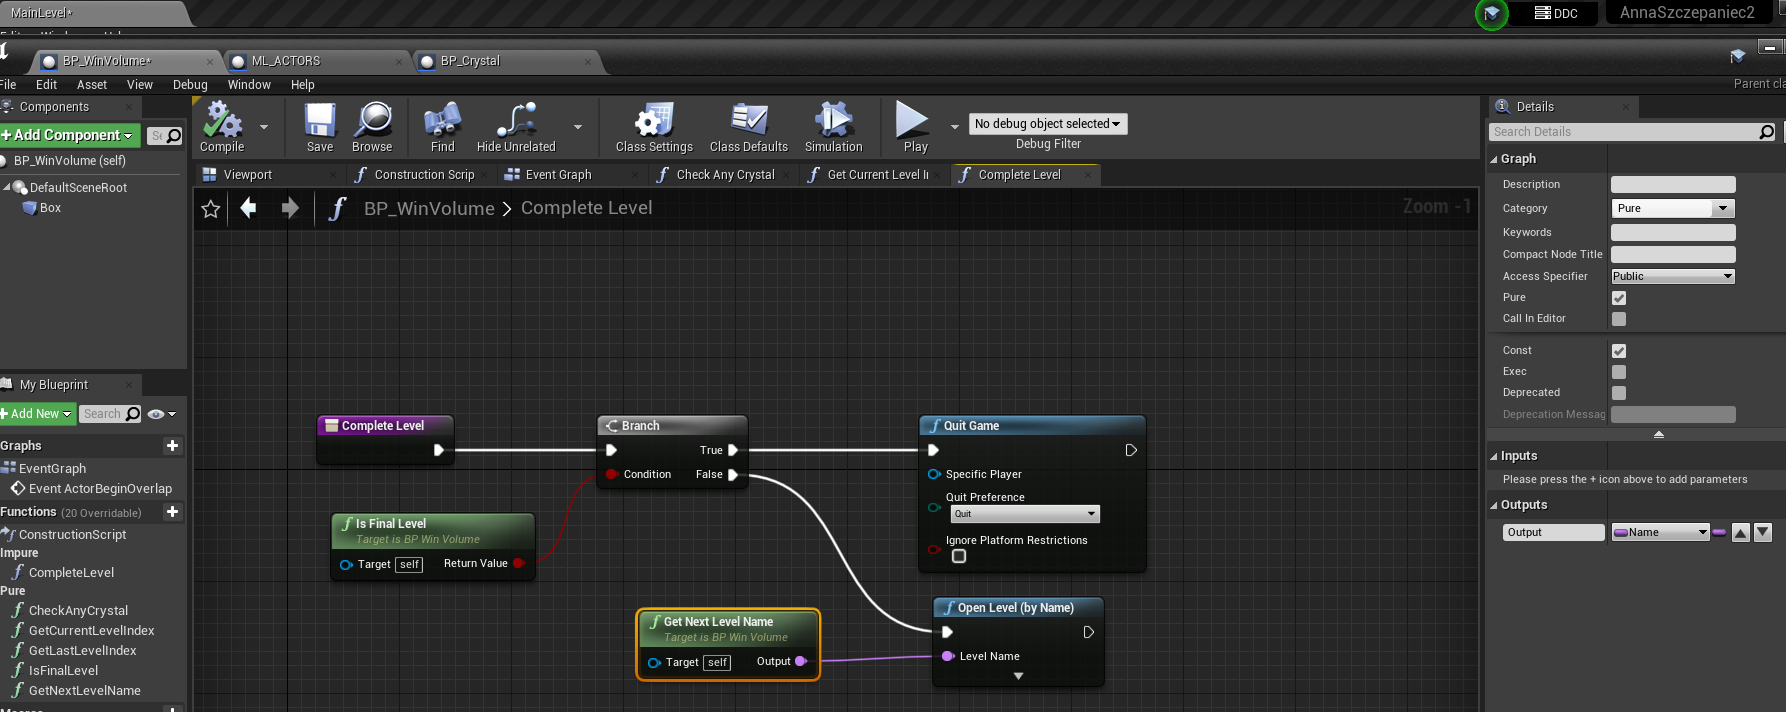 MainLevel*
DDC
AnnaSzczepaniec2
BP_WinVolume*
ML_ACTORS
BP_Crystal
File Edit Asset View Debug Window Help
Parent cla
Components
+Add Component
Se
BP_WinVolume (self)
DefaultSceneRoot
Box
Compile
Save
Browse
Find
Hide Unrelated
Class Settings
Class Defaults
Simulation
Play
No debug object selected
Debug Filter
Viewport
Construction Scrip
Event Graph
Check Any Crystal
Get Current Level I
Complete Level
BP_WinVolume > Complete Level
Zoom -1
My Blueprint
+Add New
Search
Graphs
EventGraph
Event ActorBeginOverlap
Functions (20 Overridable)
ConstructionScript
Impure
CompleteLevel
Pure
CheckAnyCrystal
GetCurrentLevelIndex
GetLastLevelIndex
IsFinalLevel
GetNextLevelName
Macros
Complete Level
Branch
True
Condition
False
Is Final Level
Target is BP Win Volume
Target self
Return Value
Get Next Level Name
Target is BP Win Volume
Target self
Output
Quit Game
Specific Player
Quit Preference
Quit
Ignore Platform Restrictions
Open Level (by Name)
Level Name
Details
Search Details
Graph
Description
Category
Pure
Keywords
Compact Node Title
Access Specifier
Public
Pure
Call In Editor
Const
Exec
Deprecated
Deprecation Messag
Inputs
Please press the + icon above to add parameters
Outputs
Output
Name